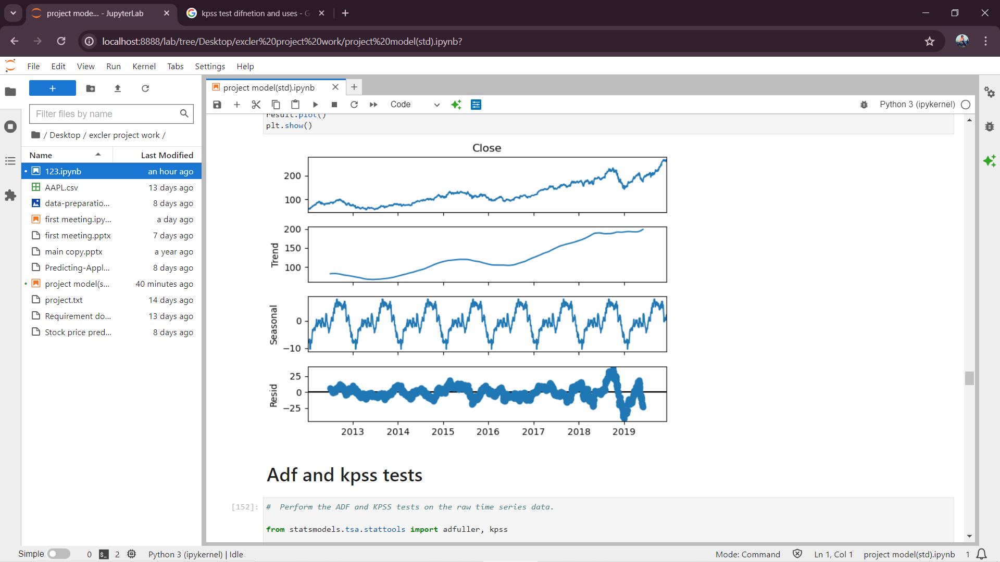 project mode... - JupyterLab
kpss test difnetion and uses - G
localhost:8888/lab/tree/Desktop/excler%20project%20work/project%20model(std).ipynb?
File Edit View Run Kernel Tabs Settings Help
project model(std).ipynb
Code
Python 3 (ipykernel)
Filter files by name
/ Desktop / excler project work /
Name Last Modified
123.ipynb an hour ago
AAPL.csv 13 days ago
data-preparatio... 8 days ago
first meeting.ipy... a day ago
first meeting.pptx 7 days ago
main copy.pptx a year ago
Predicting-Appl... 8 days ago
project model(s... 40 minutes ago
project.txt 14 days ago
Requirement do... 13 days ago
Stock price pred... 8 days ago
result.plot()
plt.show()
Close
200
100
Trend
200
150
100
Seasonal
0
−10
Resid
25
0
−25
2013 2014 2015 2016 2017 2018 2019
Adf and kpss tests
[152]:
# Perform the ADF and KPSS tests on the raw time series data.
from statsmodels.tsa.stattools import adfuller, kpss
Simple 0 $_ 2 Python 3 (ipykernel) | Idle
Mode: Command Ln 1, Col 1 project model(std).ipynb 1